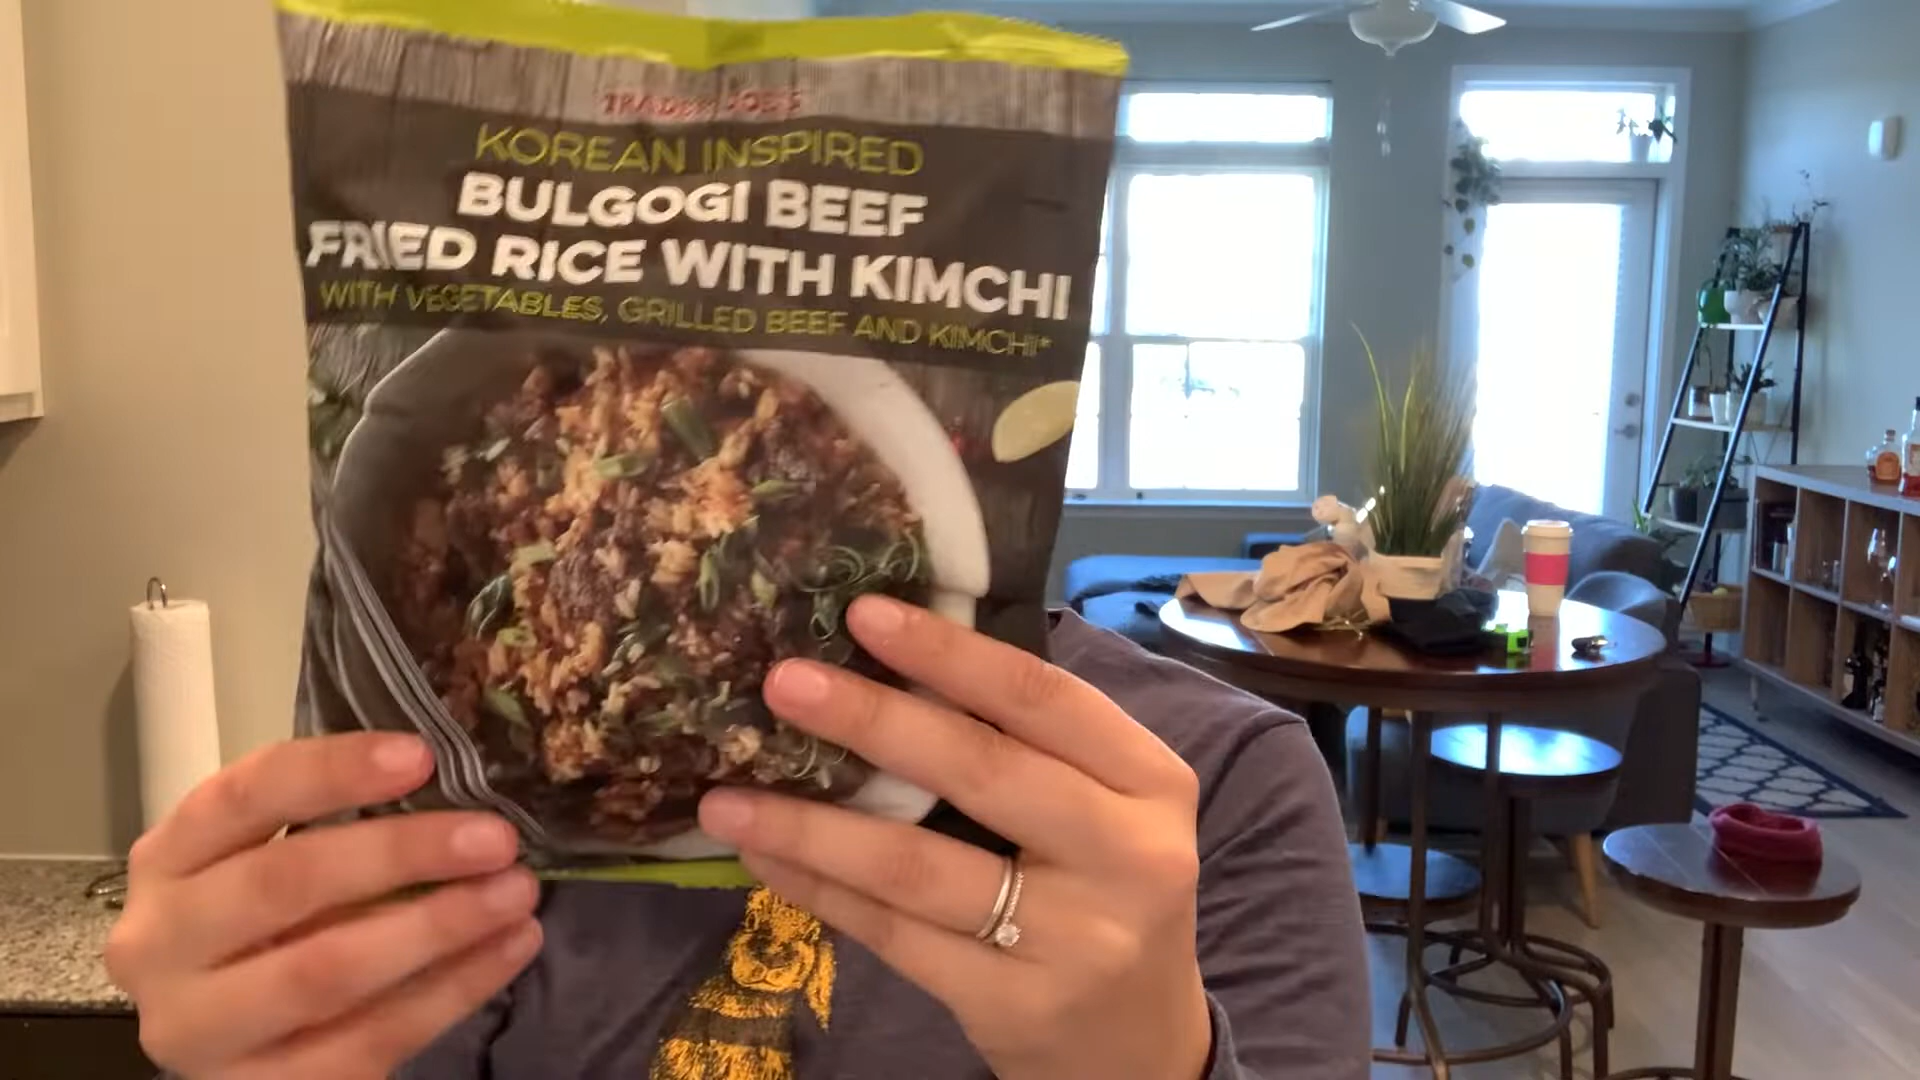 TRADER JOE'S
KOREAN INSPIRED
BULGOGI BEEF
FRIED RICE WITH KIMCHI
WITH VEGETABLES, GRILLED BEEF AND KIMCHI*